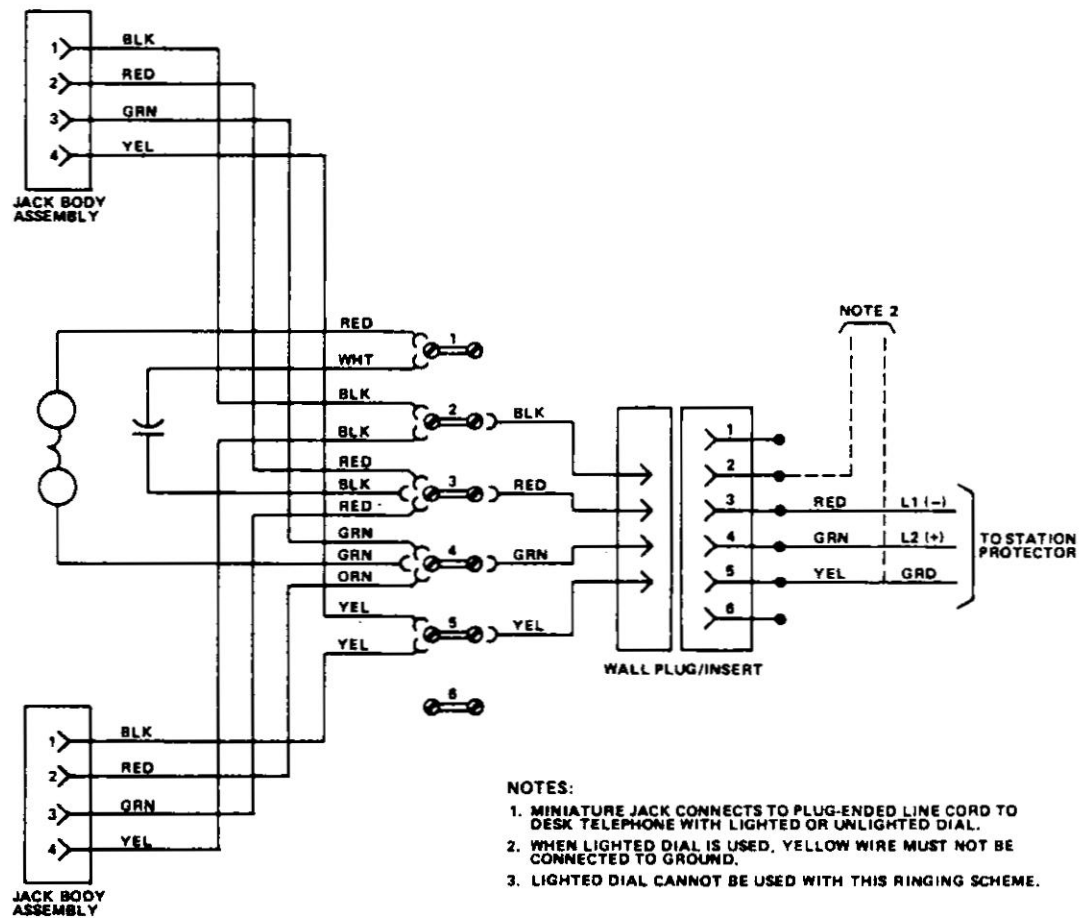 1 BLK
2 RED
3 GRN
4 YEL
JACK BODY
ASSEMBLY
RED
1
WHT
BLK
2
BLK
BLK
RED
3
BLK
RED
RED
GRN
4
GRN
GRN
ORN
YEL
5
YEL
YEL
6
NOTE 2
1
2
3 RED L1 (-)
4 GRN L2 (+)
5 YEL GRD
6
TO STATION
PROTECTOR
WALL PLUG/INSERT
1 BLK
2 RED
3 GRN
4 YEL
JACK BODY
ASSEMBLY
NOTES:
1. MINIATURE JACK CONNECTS TO PLUG-ENDED LINE CORD TO
DESK TELEPHONE WITH LIGHTED OR UNLIGHTED DIAL.
2. WHEN LIGHTED DIAL IS USED, YELLOW WIRE MUST NOT BE
CONNECTED TO GROUND.
3. LIGHTED DIAL CANNOT BE USED WITH THIS RINGING SCHEME.